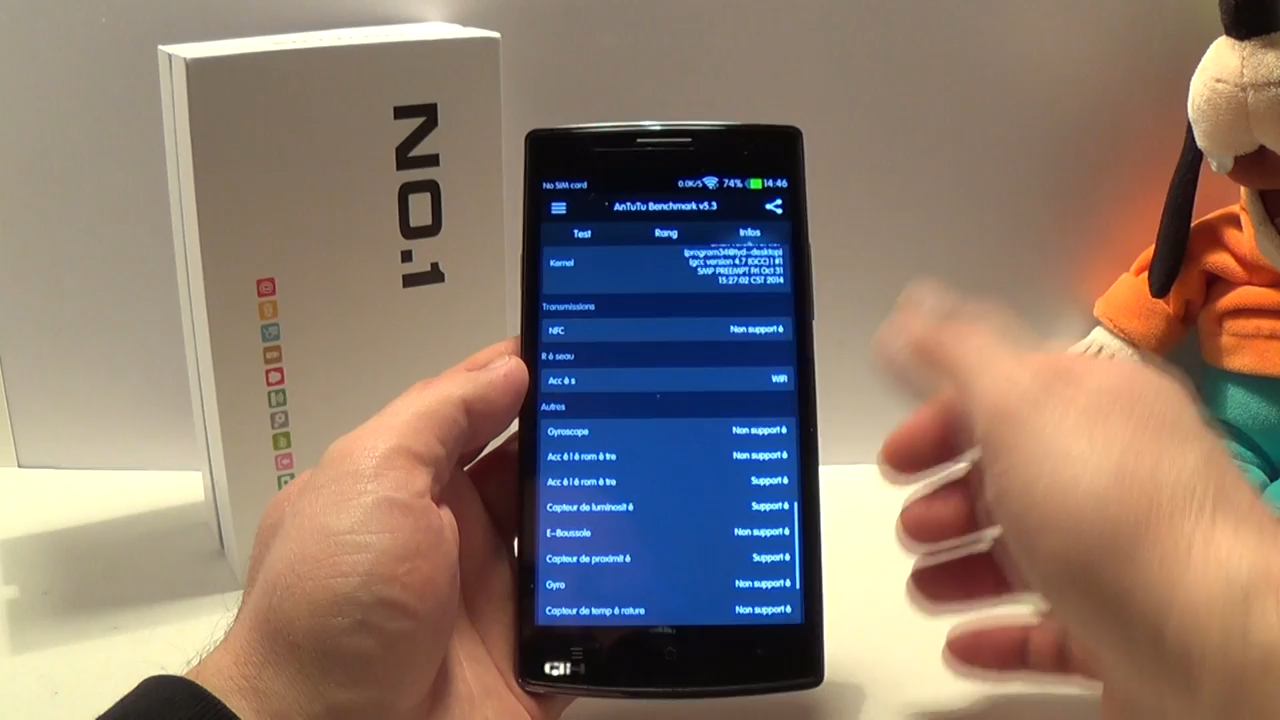 NO.1
No SIM card 0.0K/S 74% 14:46
AnTuTu Benchmark v5.3
Test Rang Infos
(program34@tyd-desktop)
Kernel (gcc version 4.7 (GCC) ) #1
SMP PREEMPT Fri Oct 31
15:27:02 CST 2014
Transmissions
NFC Non support é
R é seau
Acc è s WiFi
Autres
Gyroscope Non support é
Acc é l é rom è tre Non support é
Acc é l é rom è tre Support é
Capteur de luminosit é Support é
E-Boussole Non support é
Capteur de proximit é Support é
Gyro Non support é
Capteur de temp é rature Non support é